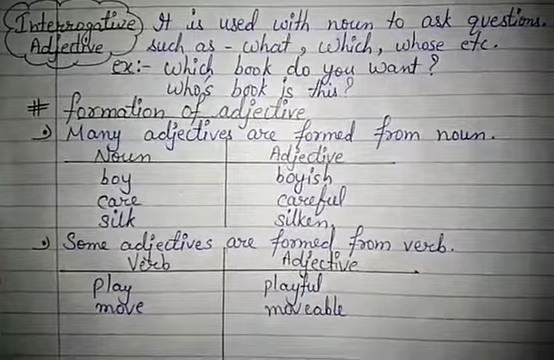 Interrogative It is used with noun to ask questions.
Adjective such as - what, which, whose etc.
ex:- which book do you want?
who's book is this?
# formation of adjective
Many adjectives are formed from noun.
Noun Adjective
boy boyish
care careful
silk silken
Some adjectives are formed from verb.
Verb Adjective
play playful
move moveable